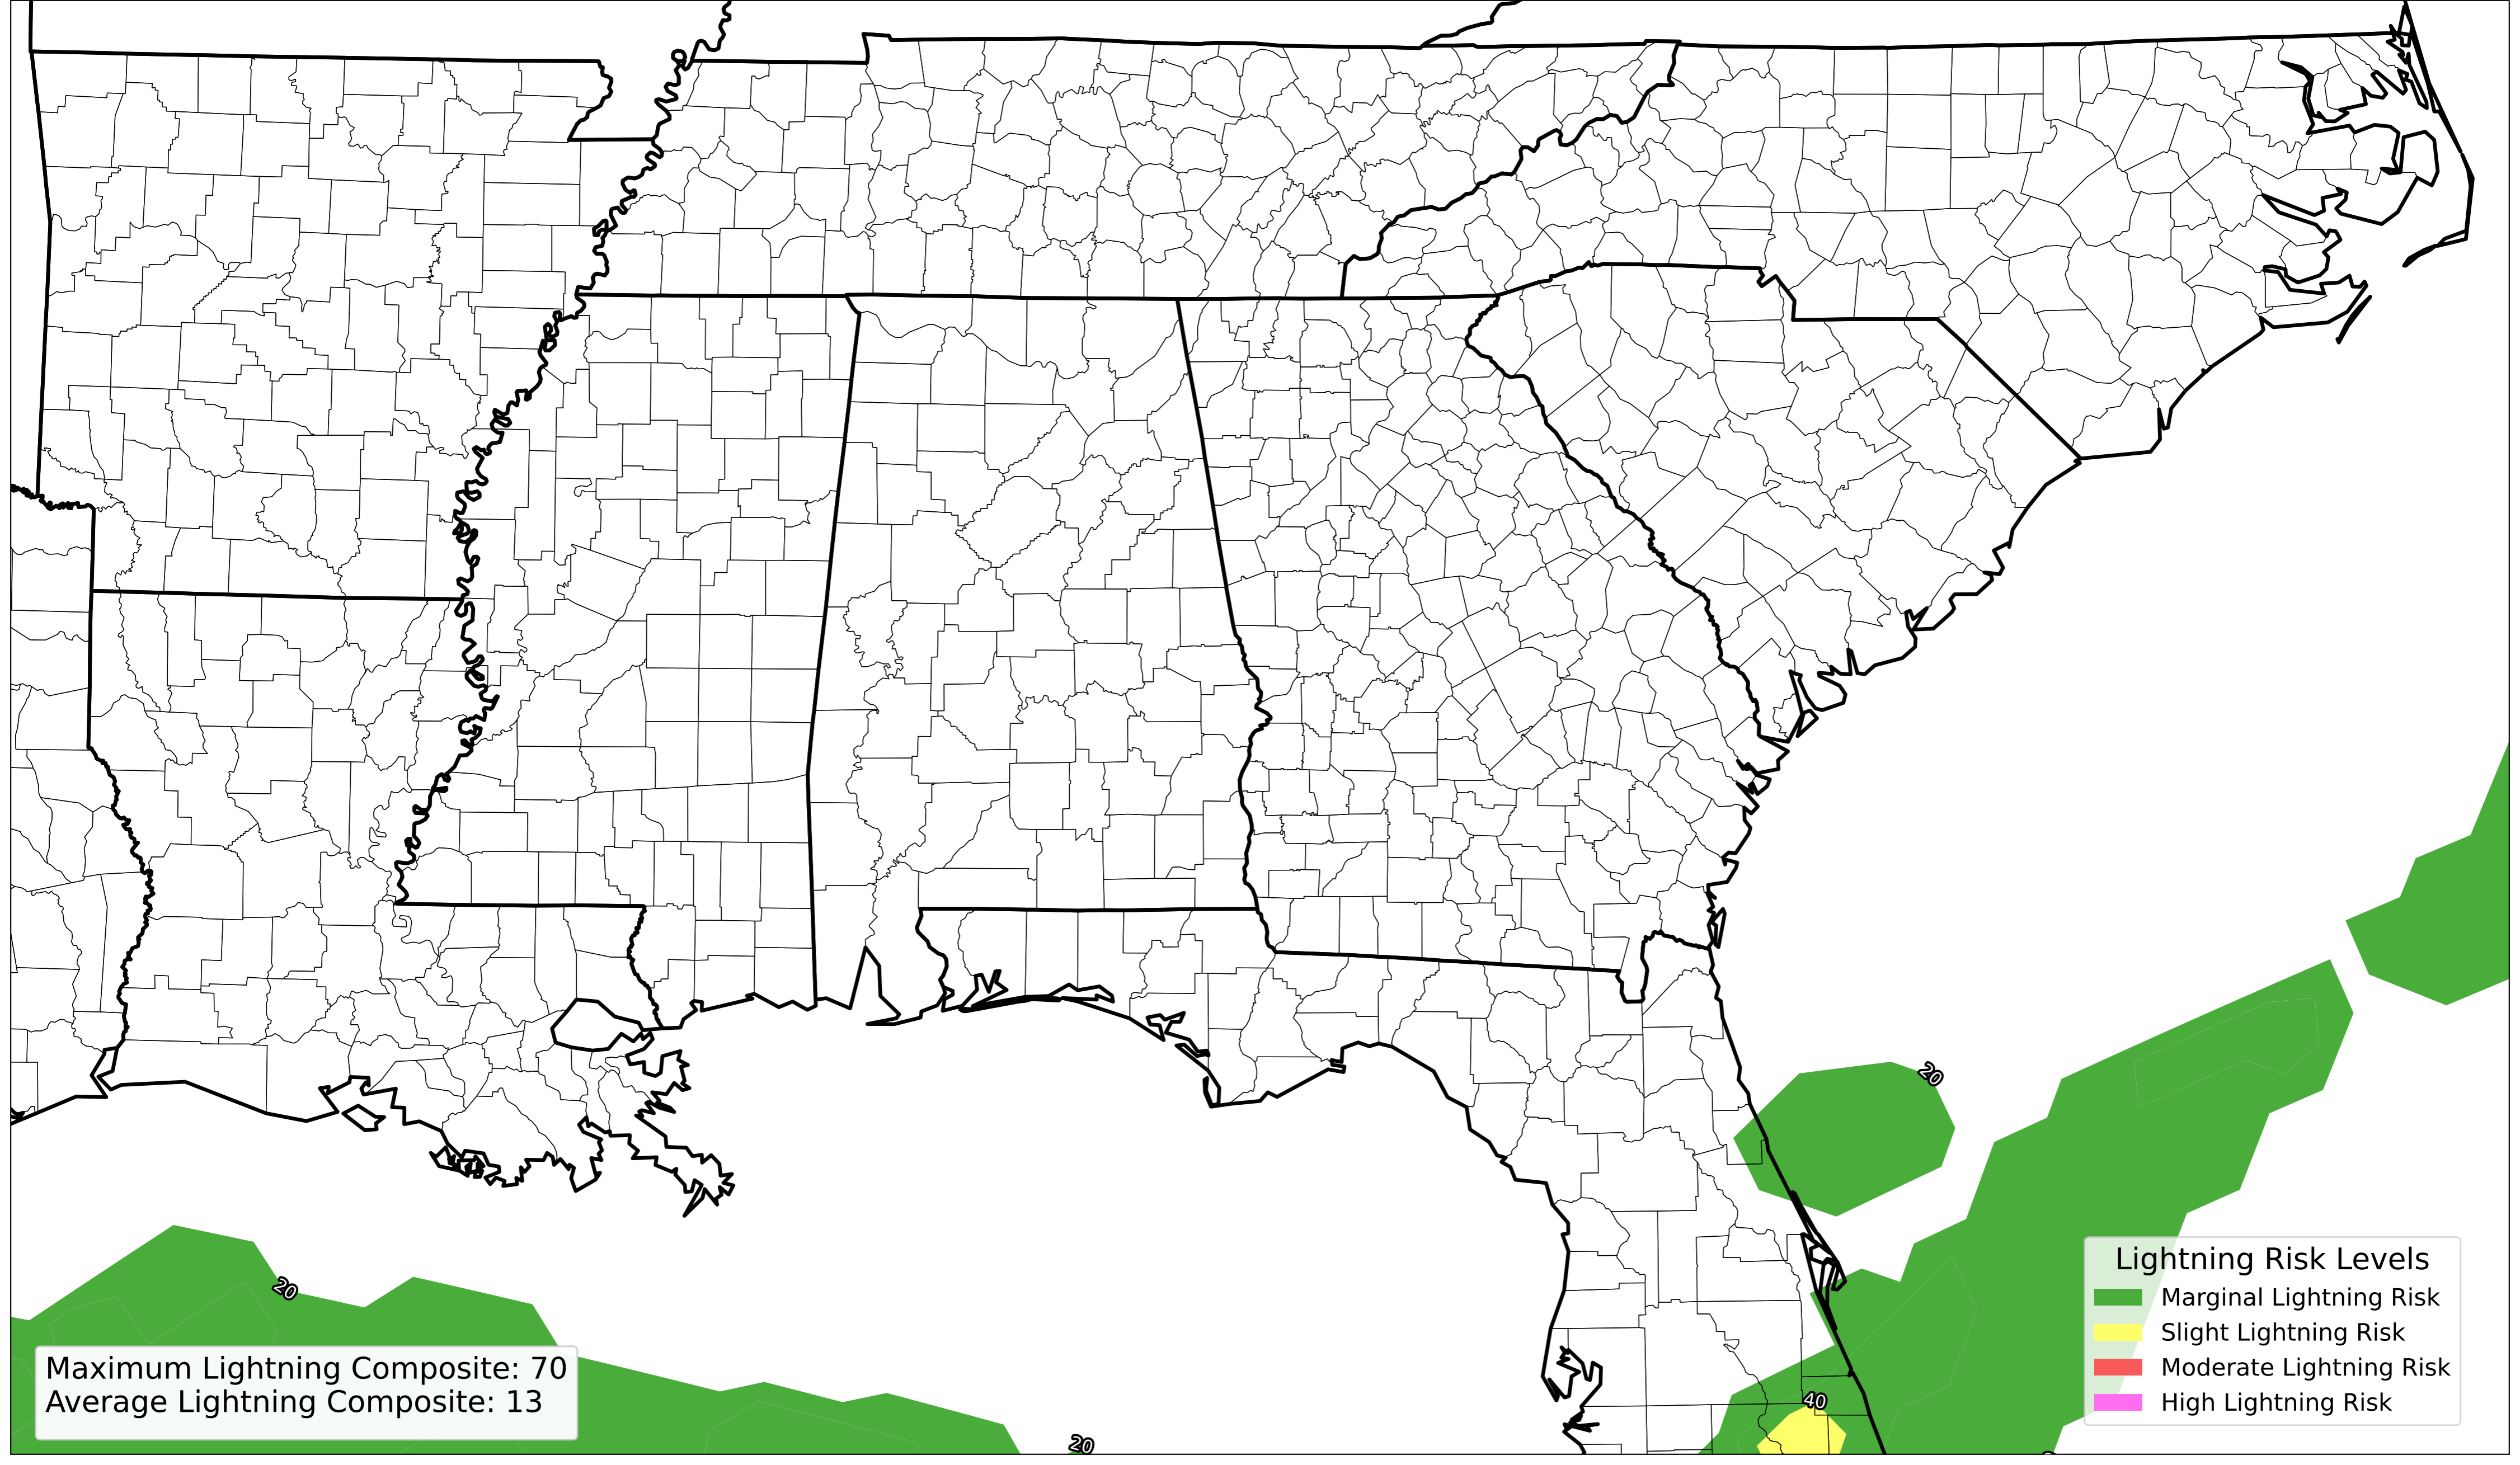 20
20
40
20
Maximum Lightning Composite: 70
Average Lightning Composite: 13
Lightning Risk Levels
Marginal Lightning Risk
Slight Lightning Risk
Moderate Lightning Risk
High Lightning Risk